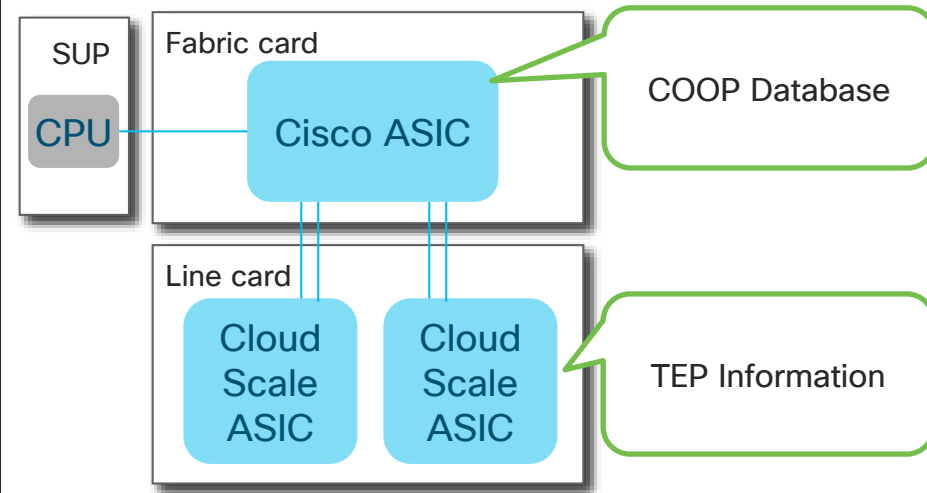 SUP
CPU
Fabric card
Cisco ASIC
COOP Database
Line card
Cloud
Scale
ASIC
Cloud
Scale
ASIC
TEP Information